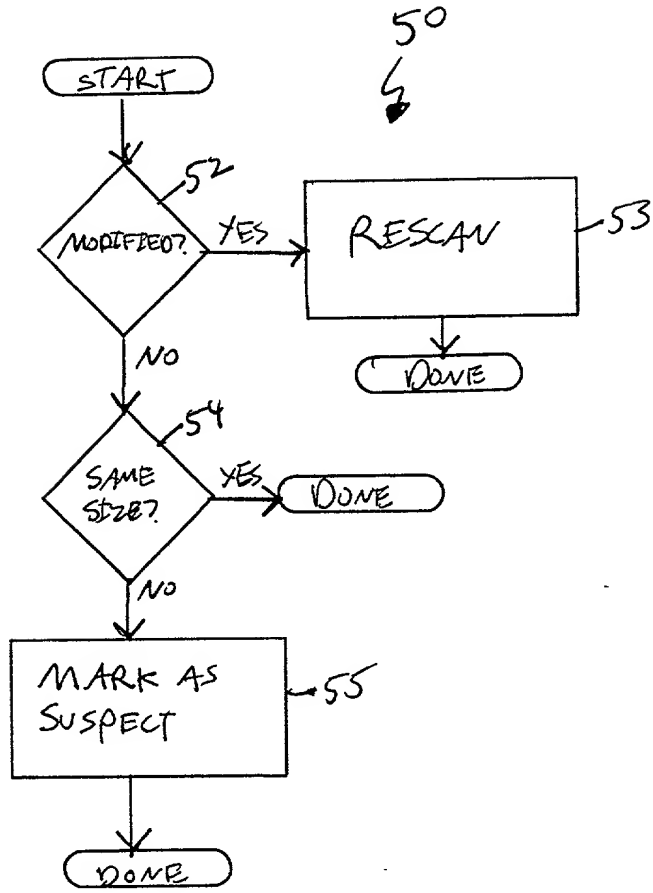 50
START
52
MODIFIED?
YES
RESCAN
53
NO
DONE
54
SAME
SIZE?
YES
DONE
NO
MARK AS
SUSPECT
55
DONE